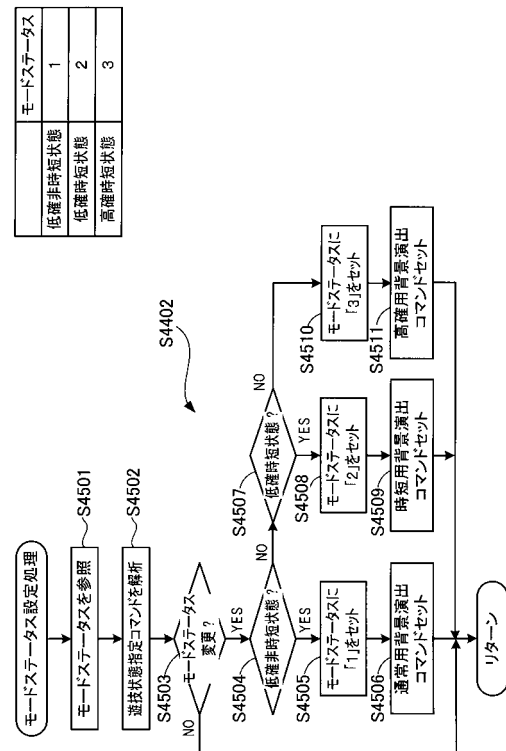 モードステータス
低確非時短状態 1
低確時短状態 2
高確時短状態 3
S4402
モードステータス設定処理
S4501
モードステータスを参照
S4502
遊技状態指定コマンドを解析
S4503
モードステータス
変更?
NO
YES
S4504
低確非時短状態?
NO
YES
S4505
モードステータスに
「1」をセット
S4506
通常用背景演出
コマンドセット
S4507
低確時短状態?
NO
YES
S4508
モードステータスに
「2」をセット
S4509
時短用背景演出
コマンドセット
S4510
モードステータスに
「3」をセット
S4511
高確用背景演出
コマンドセット
リターン